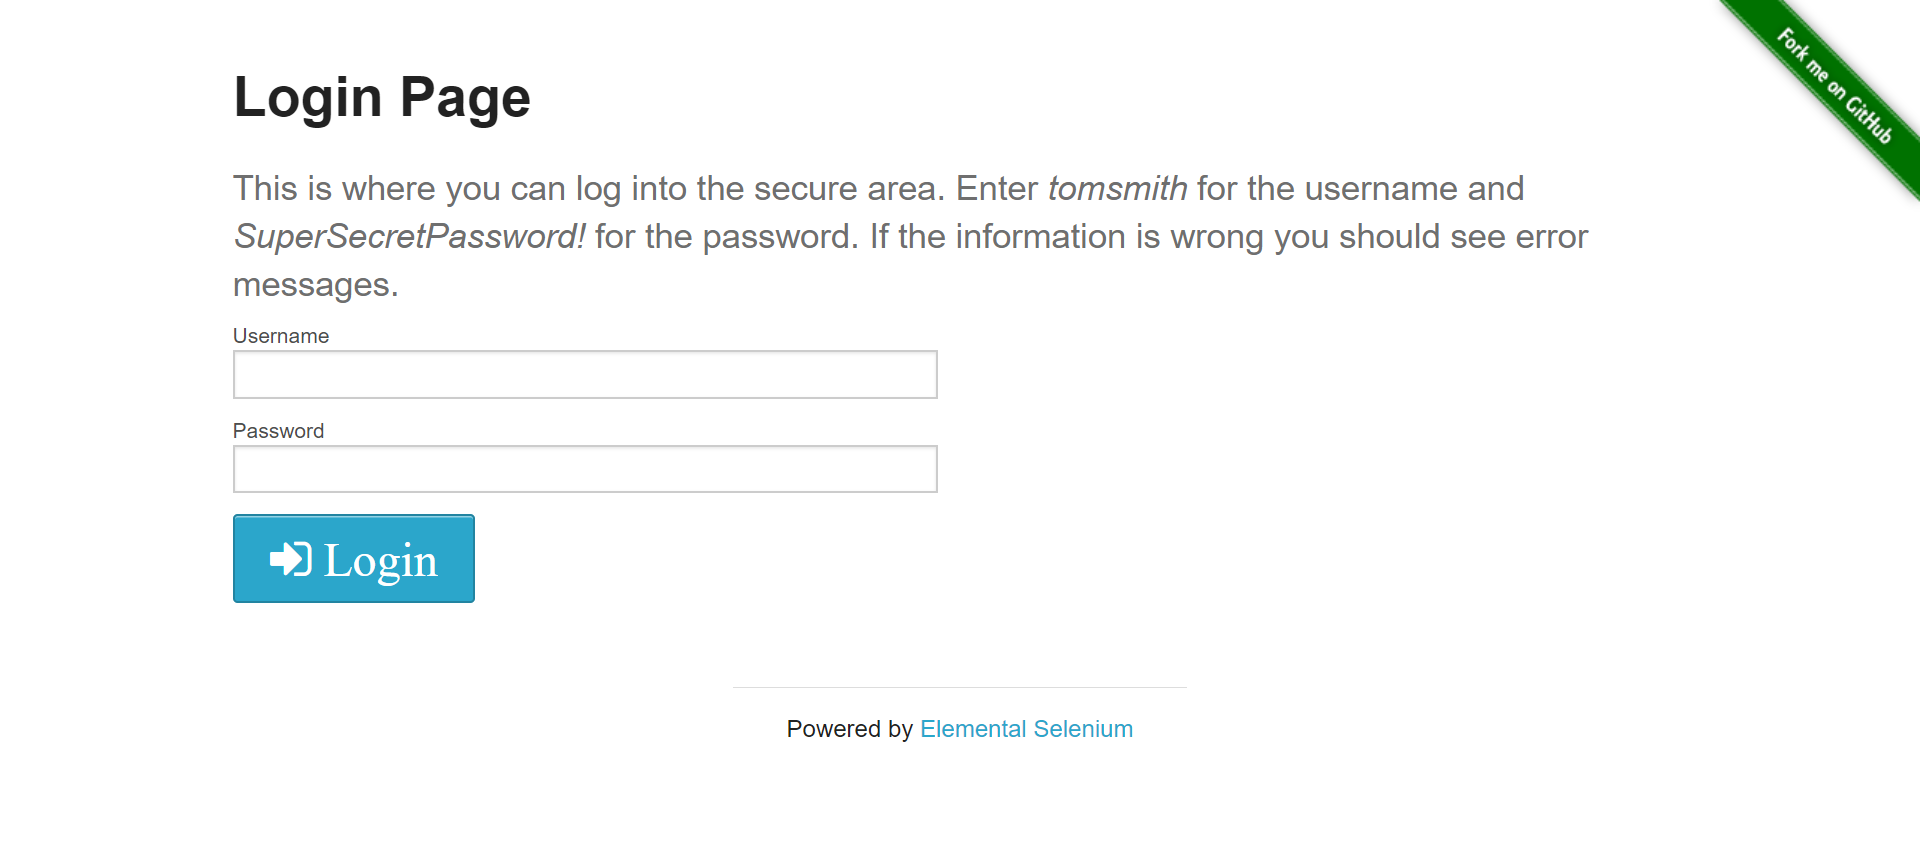 Fork me on GitHub
Login Page
This is where you can log into the secure area. Enter tomsmith for the username and
SuperSecretPassword! for the password. If the information is wrong you should see error
messages.
Username
Password
Login
Powered by Elemental Selenium